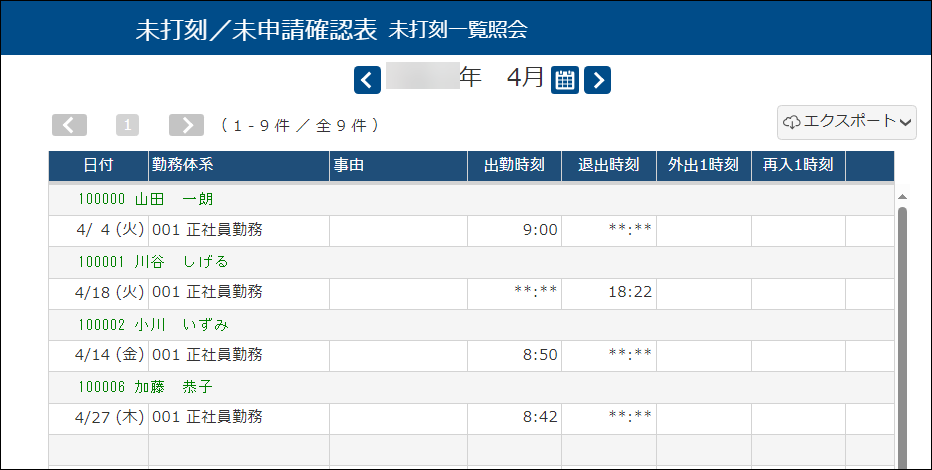 未打刻／未申請確認表 未打刻一覧照会
年　4月
1 （ 1 - 9 件 ／ 全 9 件 ）
エクスポート
日付 勤務体系 事由 出勤時刻 退出時刻 外出1時刻 再入1時刻
100000 山田　一朗
4/ 4 (火) 001 正社員勤務 9:00 **:**
100001 川谷　しげる
4/18 (火) 001 正社員勤務 **:** 18:22
100002 小川　いずみ
4/14 (金) 001 正社員勤務 8:50 **:**
100006 加藤　恭子
4/27 (木) 001 正社員勤務 8:42 **:**